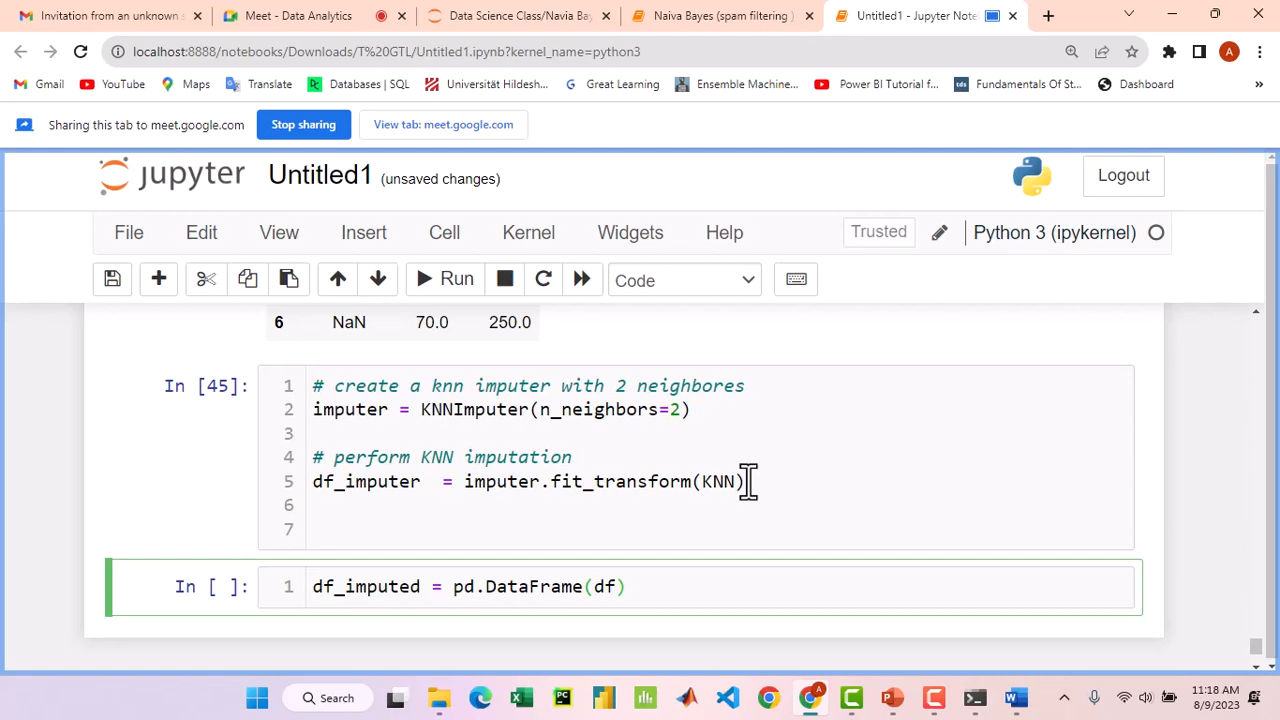 Invitation from an unknown s
Meet - Data Analytics
Data Science Class/Navia Bay
Naiva Bayes (spam filtering )
Untitled1 - Jupyter Not
localhost:8888/notebooks/Downloads/T%20GTL/Untitled1.ipynb?kernel_name=python3
A
Gmail
YouTube
Maps
Translate
Databases | SQL
Universität Hildesh...
Great Learning
Ensemble Machine...
Power BI Tutorial f...
tds
Fundamentals Of St...
Dashboard
»
Sharing this tab to meet.google.com
Stop sharing
View tab: meet.google.com
jupyter
Untitled1 (unsaved changes)
Logout
File Edit View Insert Cell Kernel Widgets Help
Trusted
Python 3 (ipykernel)
Run
Code
6 NaN 70.0 250.0
In [45]:
1 # create a knn imputer with 2 neighbores
2 imputer = KNNImputer(n_neighbors=2)
3
4 # perform KNN imputation
5 df_imputer  = imputer.fit_transform(KNN)
6
7
In [ ]:
1 df_imputed = pd.DataFrame(df)
Search
11:18 AM
8/9/2023